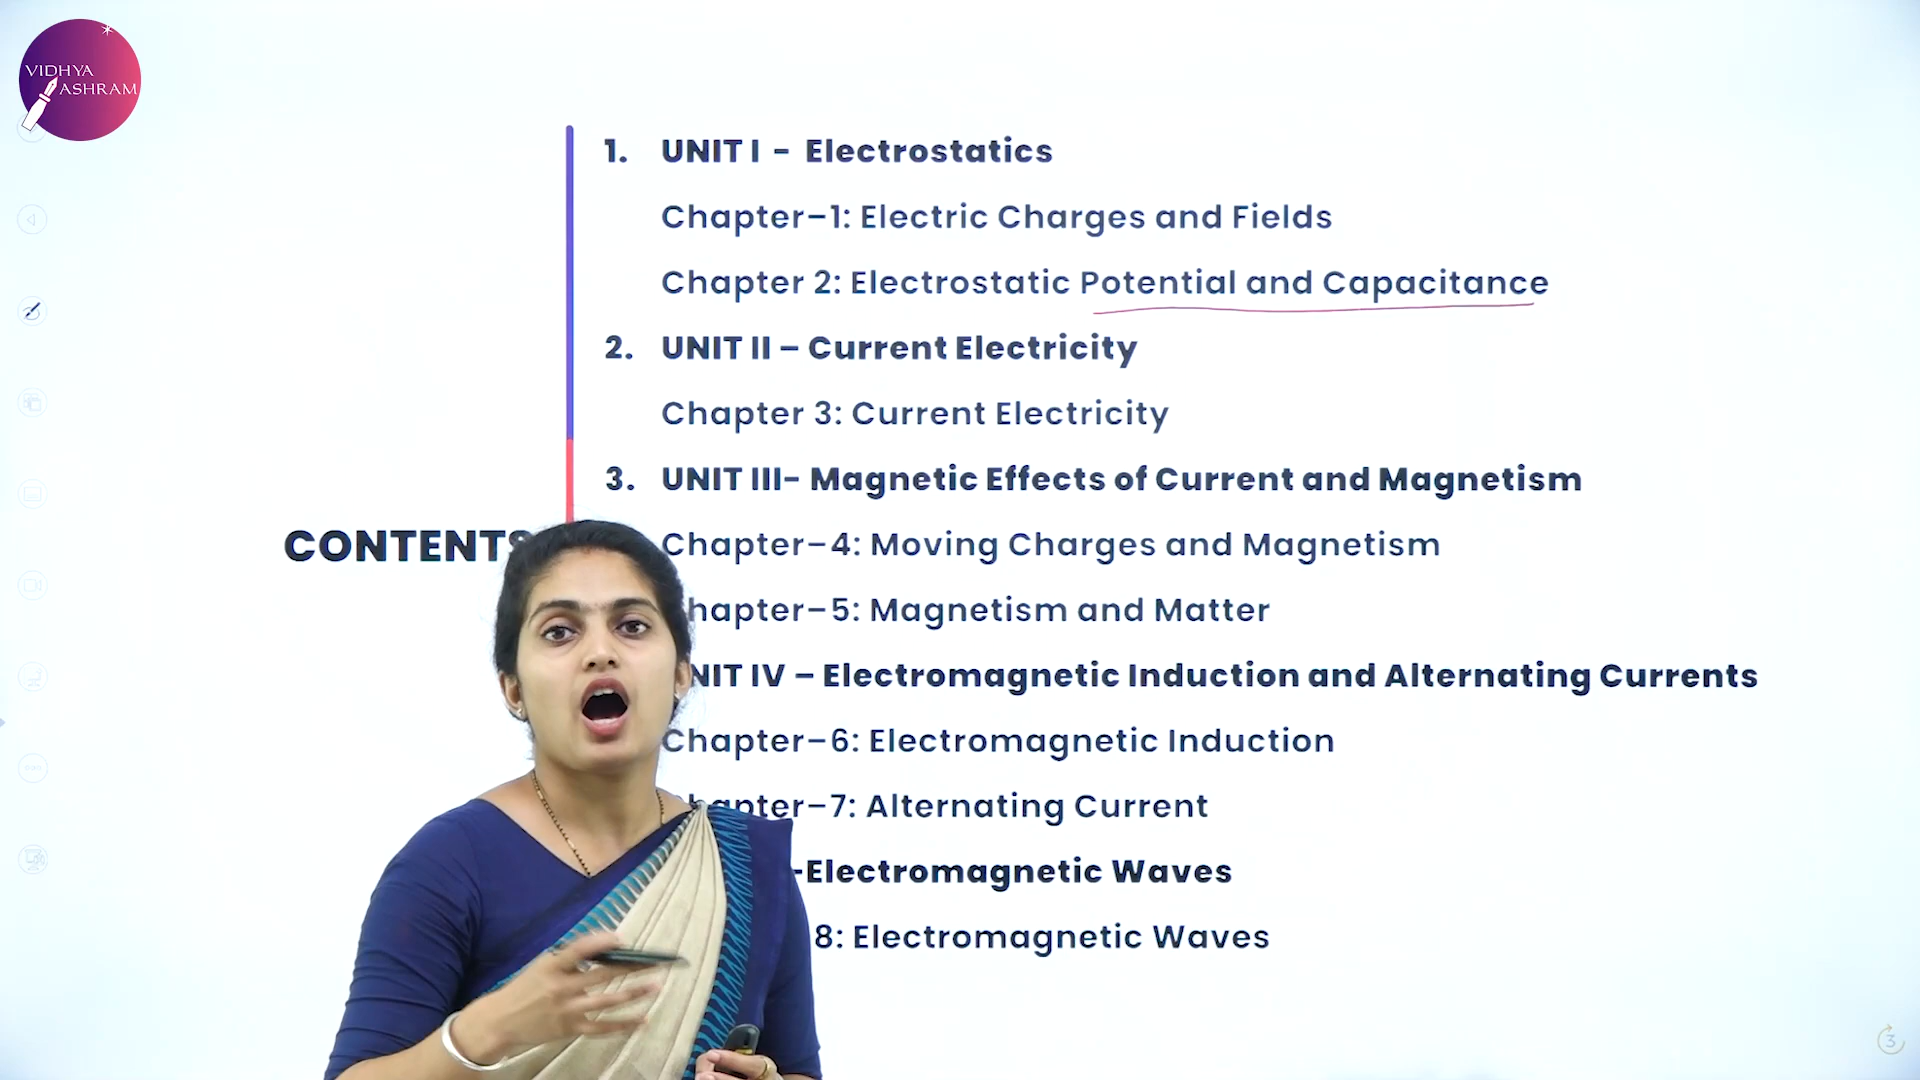 VIDHYA
ASHRAM
1. UNIT I - Electrostatics
Chapter-1: Electric Charges and Fields
Chapter 2: Electrostatic Potential and Capacitance
2. UNIT II – Current Electricity
Chapter 3: Current Electricity
3. UNIT III- Magnetic Effects of Current and Magnetism
CONTENTS
Chapter-4: Moving Charges and Magnetism
hapter-5: Magnetism and Matter
NIT IV – Electromagnetic Induction and Alternating Currents
Chapter-6: Electromagnetic Induction
hapter-7: Alternating Current
-Electromagnetic Waves
8: Electromagnetic Waves
3